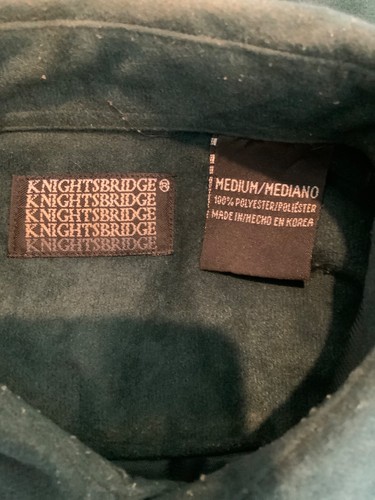 KNIGHTSBRIDGE®
KNIGHTSBRIDGE
KNIGHTSBRIDGE
KNIGHTSBRIDGE
KNIGHTSBRIDGE
MEDIUM/MEDIANO
100% POLYESTER/POLIÉSTER
MADE IN/HECHO EN KOREA